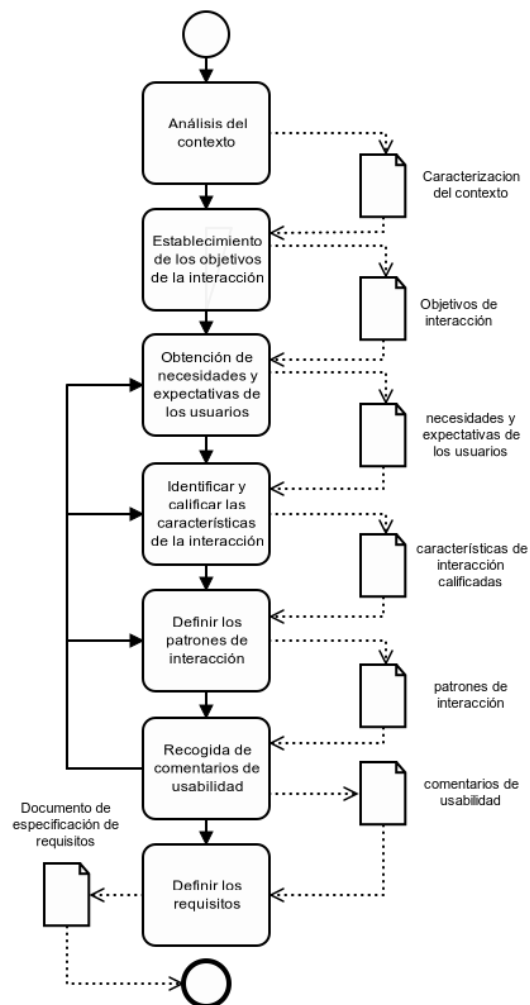 Análisis del
contexto
Caracterizacion
del contexto
Establecimiento
de los objetivos
de la interacción
Objetivos de
interacción
Obtención de
necesidades y
expectativas de
los usuarios
necesidades y
expectativas de
los usuarios
Identificar y
calificar las
características
de la interacción
características de
interacción
calificadas
Definir los
patrones de
interacción
patrones de
interacción
Recogida de
comentarios de
usabilidad
comentarios de
usabilidad
Documento de
especificación de
requisitos
Definir los
requisitos